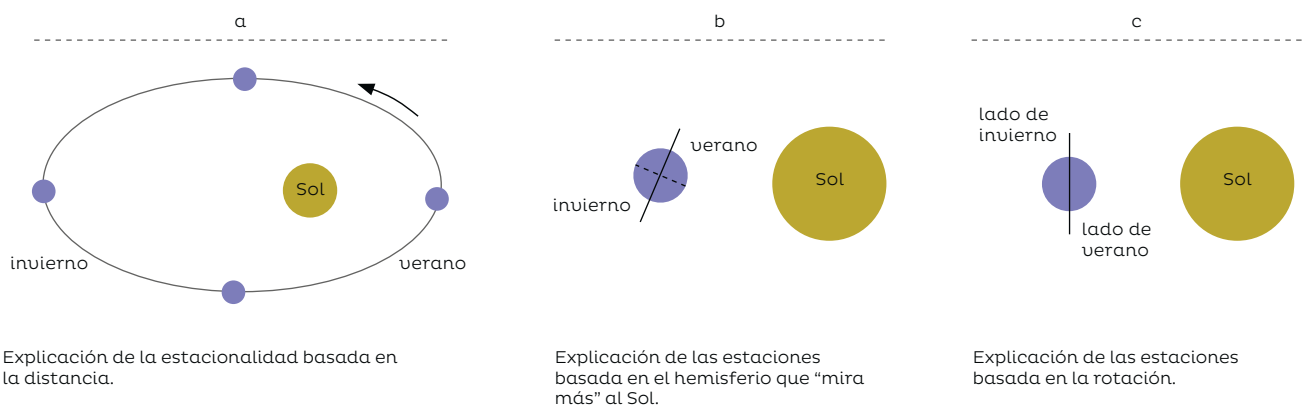 a
Sol
invierno
verano
Explicación de la estacionalidad basada en
la distancia.
b
verano
Sol
invierno
Explicación de las estaciones
basada en el hemisferio que “mira
más” al Sol.
c
lado de
invierno
Sol
lado de
verano
Explicación de las estaciones
basada en la rotación.